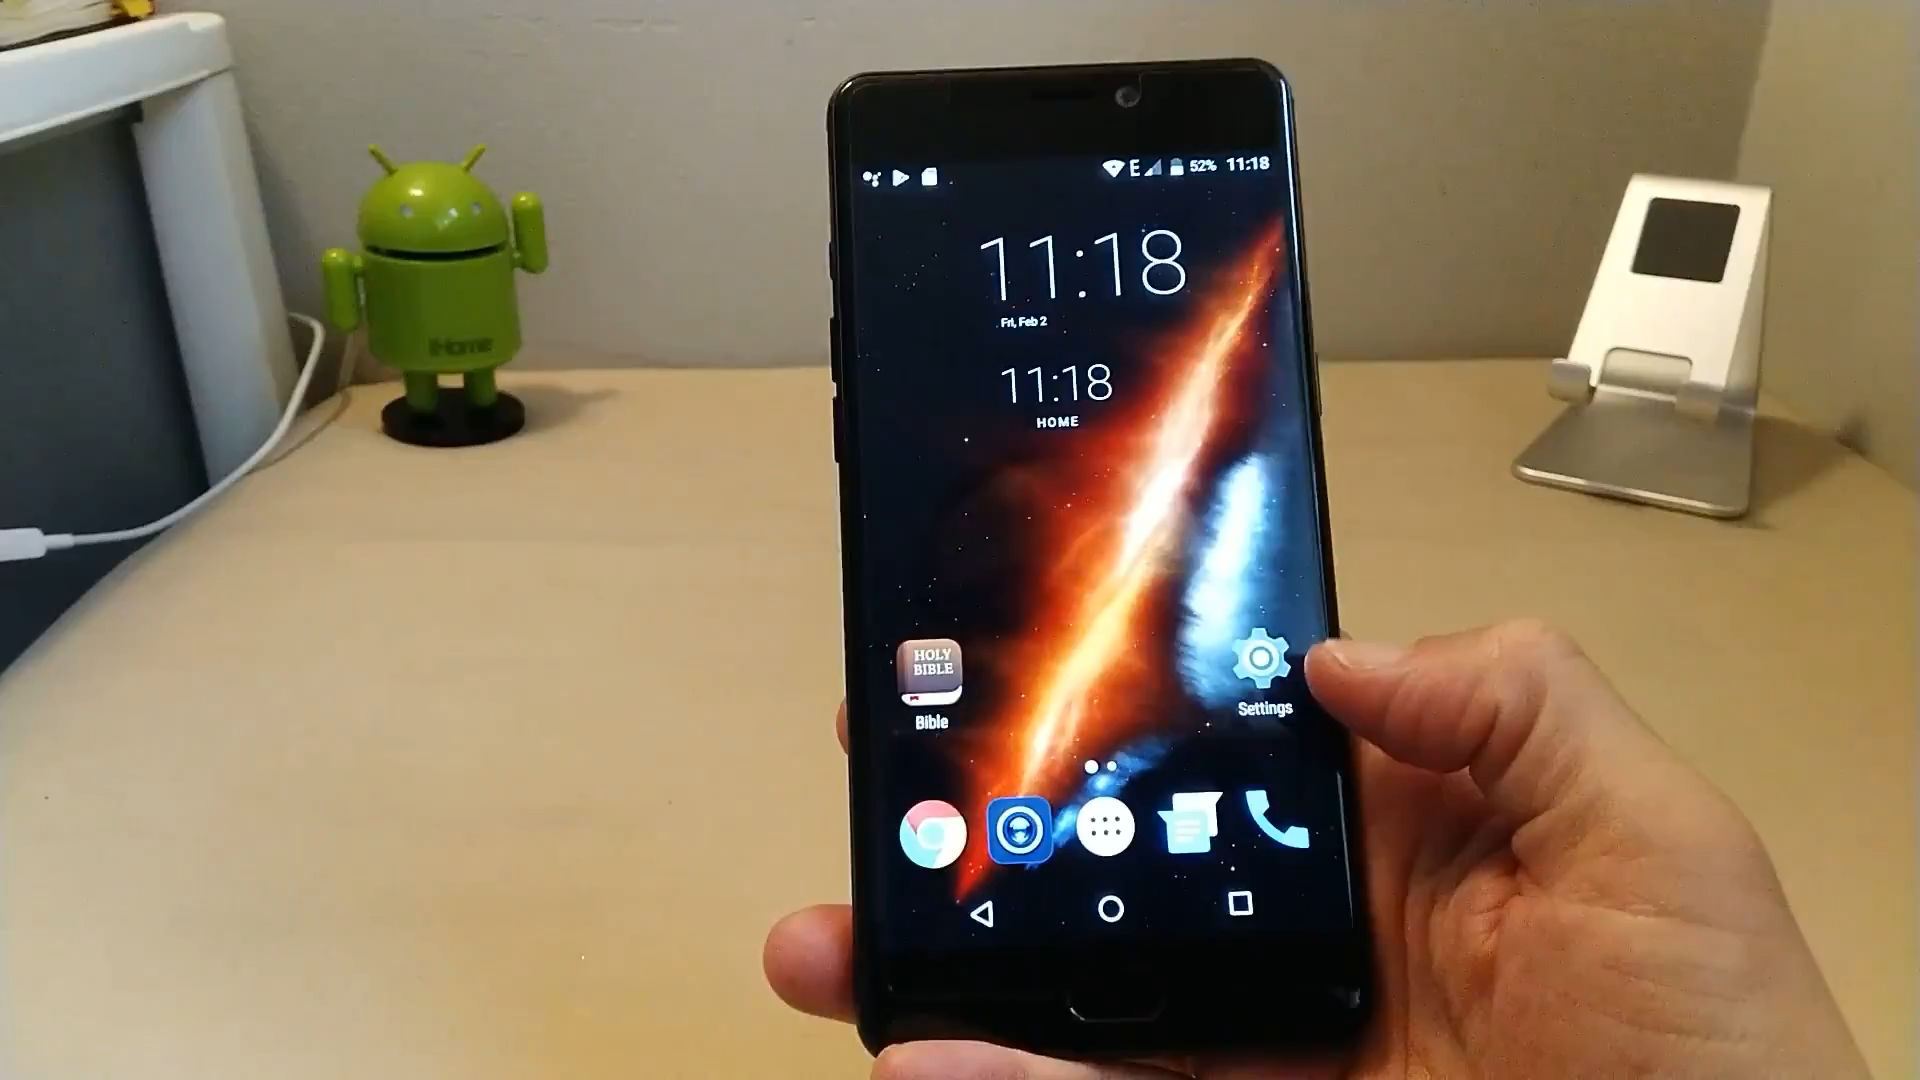 E 52% 11:18
11:18
Fri, Feb 2
11:18
HOME
iHome
HOLY
BIBLE
Bible
Settings